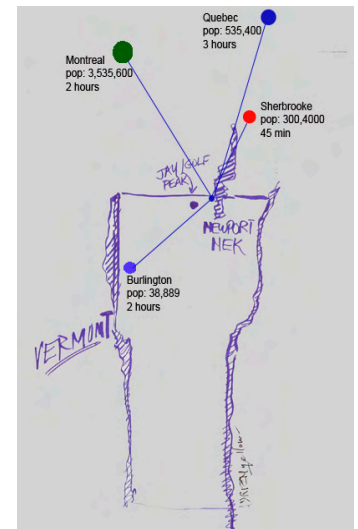 Quebec
pop: 535,400
3 hours
Montreal
pop: 3,535,600
2 hours
Sherbrooke
pop: 300,4000
45 min
JAY/GOLF
PEAK
NEWPORT
NEK
Burlington
pop: 38,889
2 hours
VERMONT